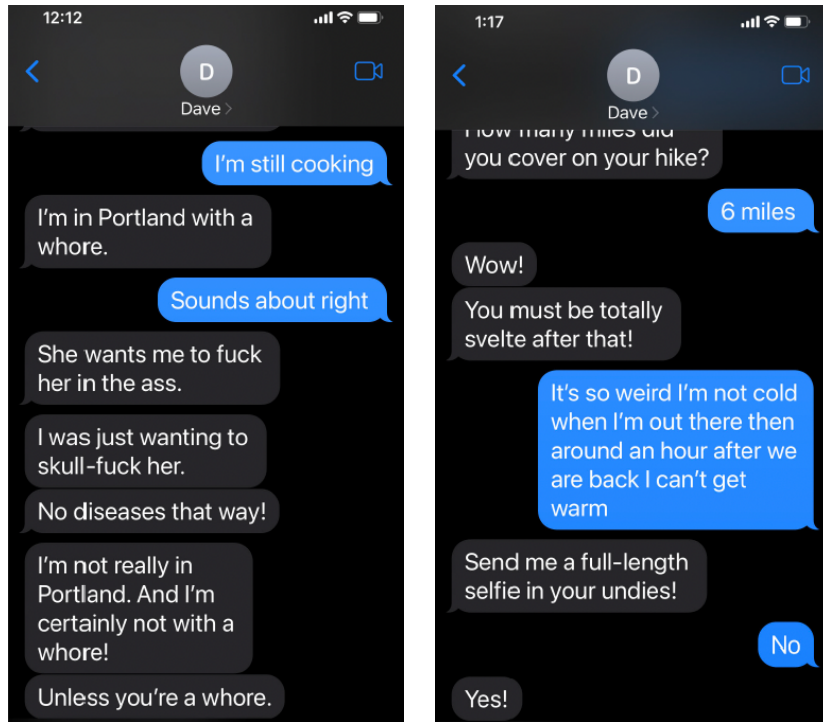 12:12
D
Dave
I'm still cooking
I'm in Portland with a
whore.
Sounds about right
She wants me to fuck
her in the ass.
I was just wanting to
skull-fuck her.
No diseases that way!
I'm not really in
Portland. And I'm
certainly not with a
whore!
Unless you're a whore.
1:17
D
Dave
How many miles did
you cover on your hike?
6 miles
Wow!
You must be totally
svelte after that!
It's so weird I'm not cold
when I'm out there then
around an hour after we
are back I can't get
warm
Send me a full-length
selfie in your undies!
No
Yes!